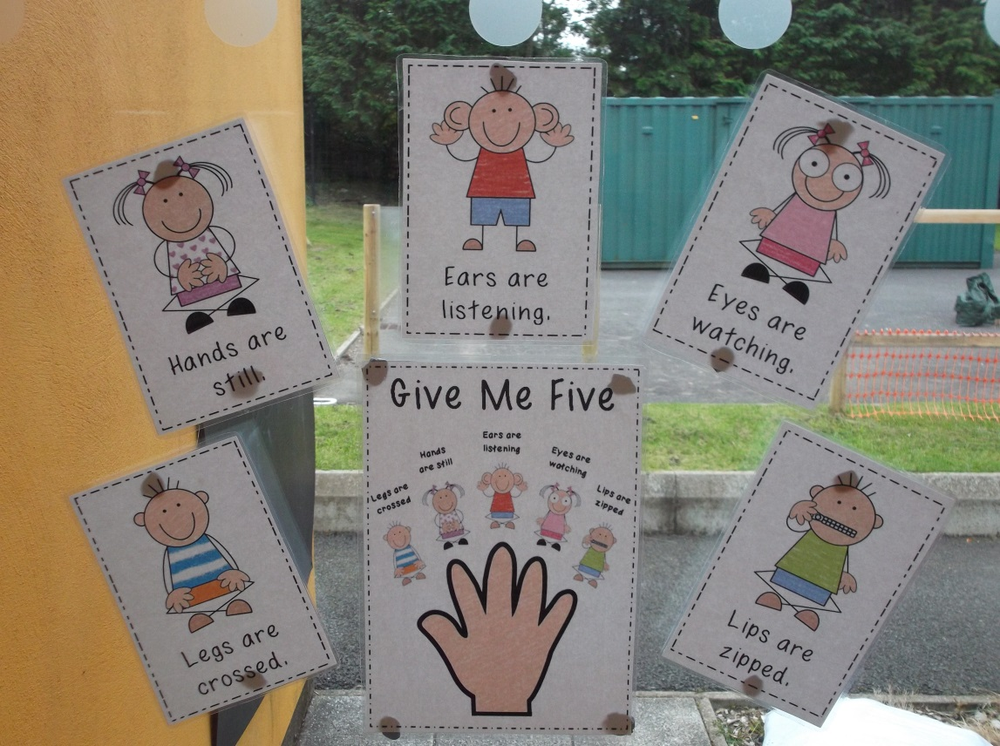 Ears are
listening.
Hands are
still.
Eyes are
watching.
Give Me Five
Legs are
crossed
Hands
are still
Ears are
listening
Eyes are
watching
Lips are
zipped
Legs are
crossed.
Lips are
zipped.